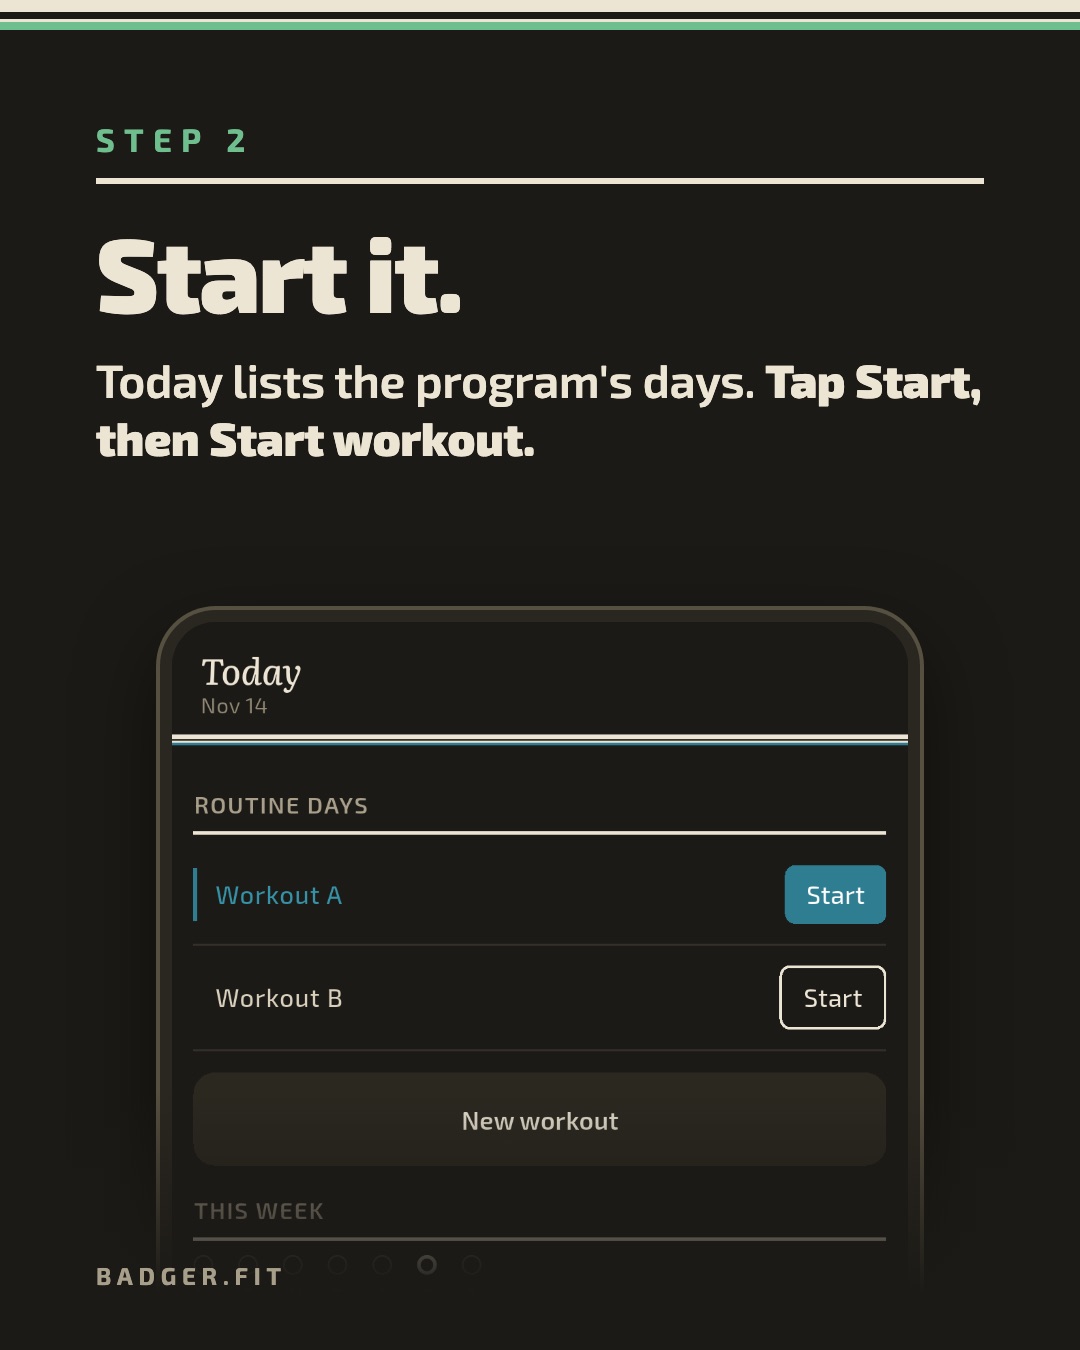 STEP 2
Start it.
Today lists the program's days. Tap Start,
then Start workout.
Today
Nov 14
ROUTINE DAYS
Workout A
Start
Workout B
Start
New workout
THIS WEEK
BADGER.FIT